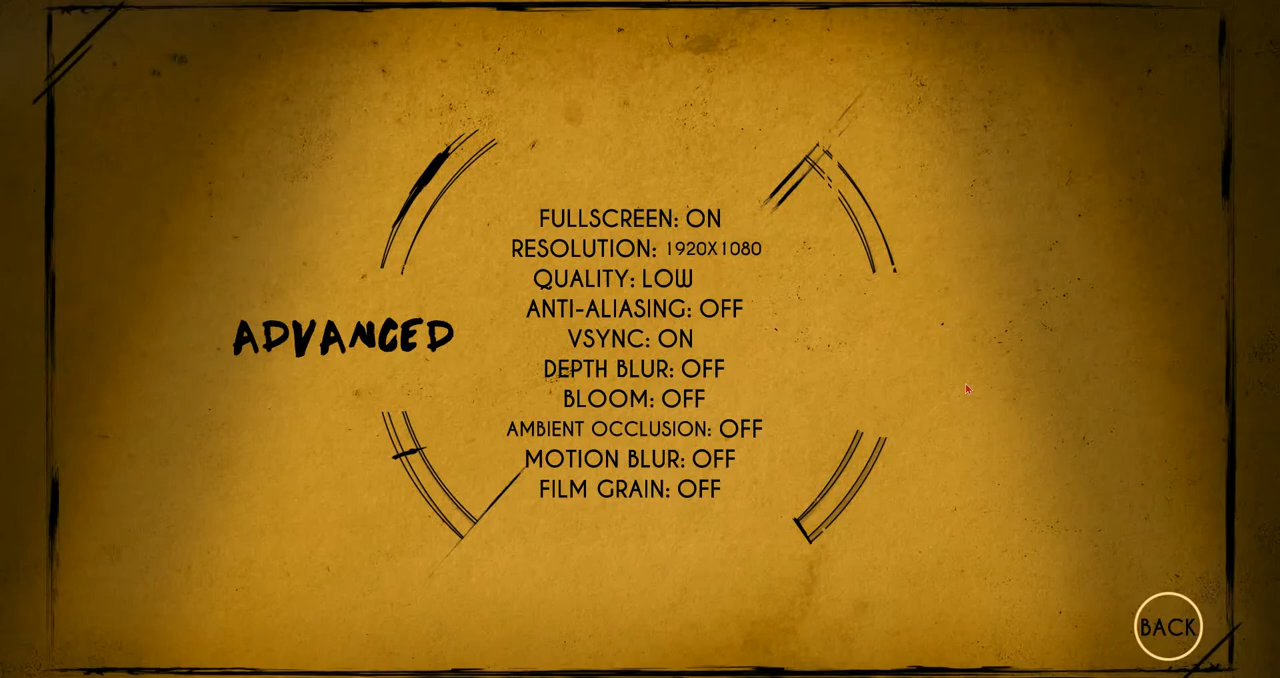 ADVANCED
FULLSCREEN: ON
RESOLUTION: 1920X1080
QUALITY: LOW
ANTI-ALIASING: OFF
VSYNC: ON
DEPTH BLUR: OFF
BLOOM: OFF
AMBIENT OCCLUSION: OFF
MOTION BLUR: OFF
FILM GRAIN: OFF
BACK